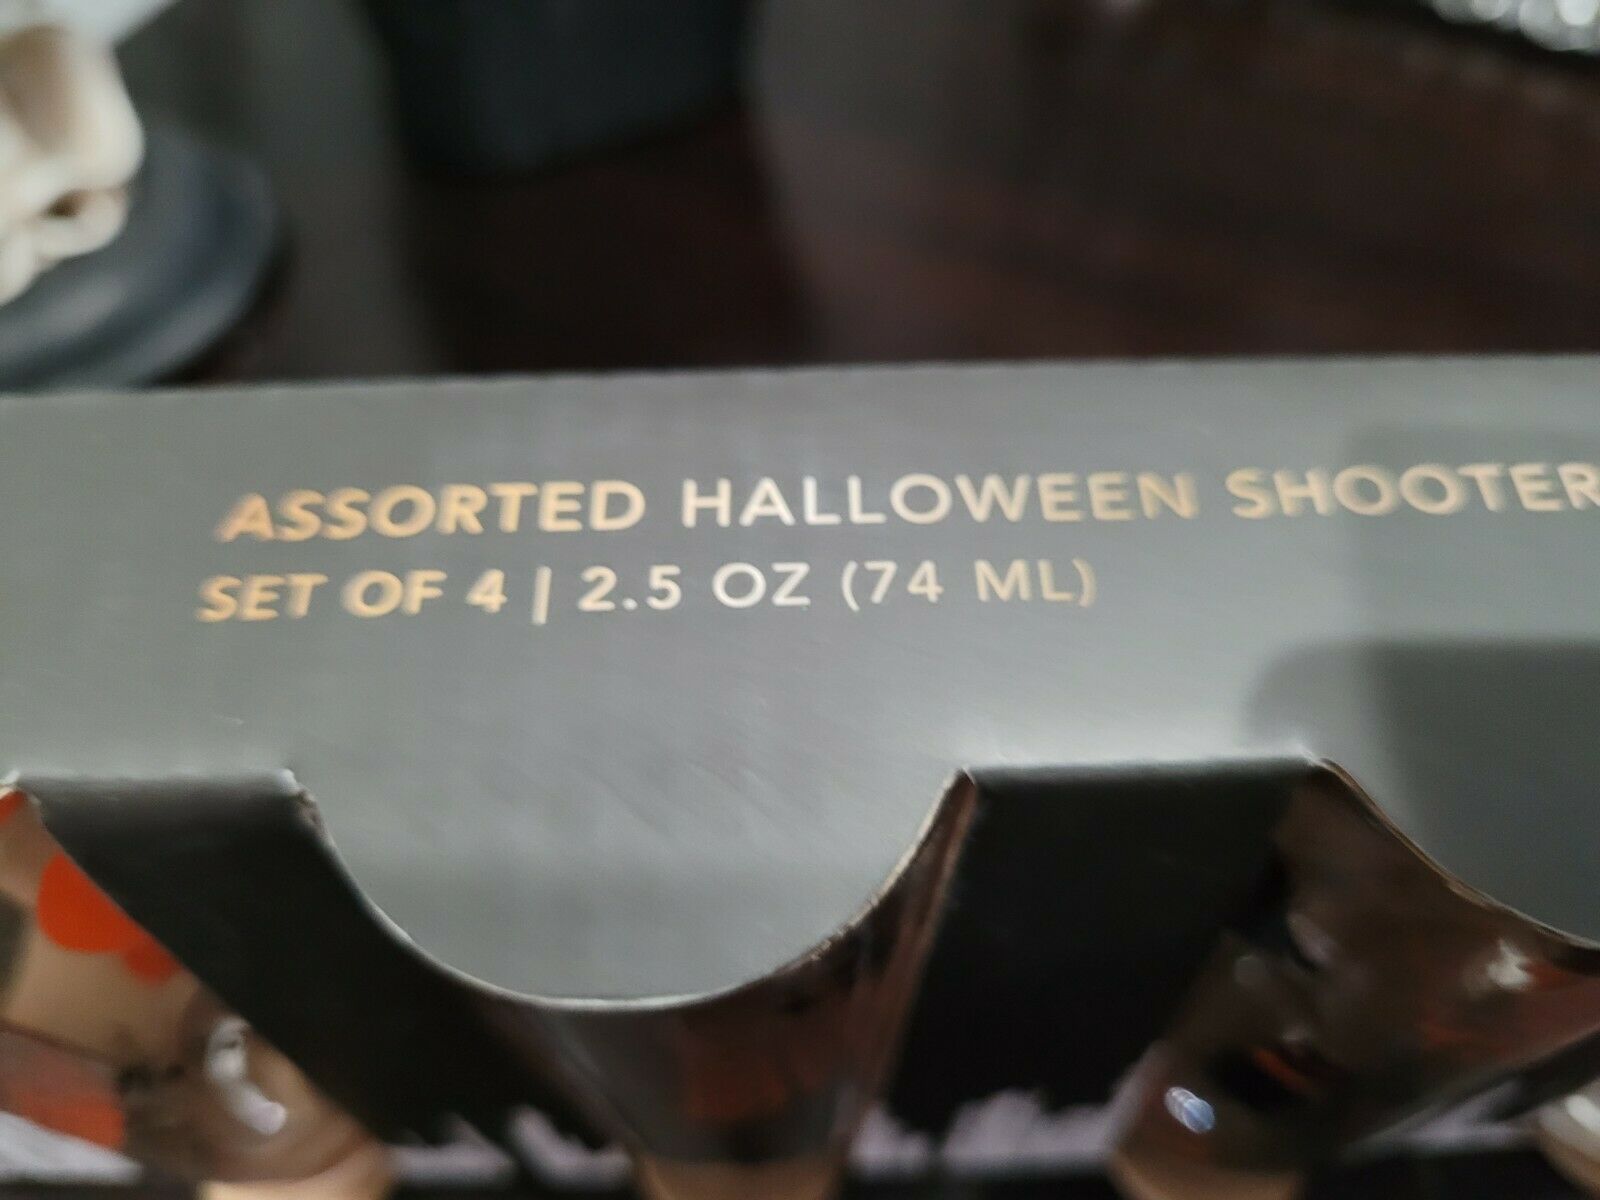 ASSORTED HALLOWEEN SHOOTER
SET OF 4 | 2.5 OZ (74 ML)